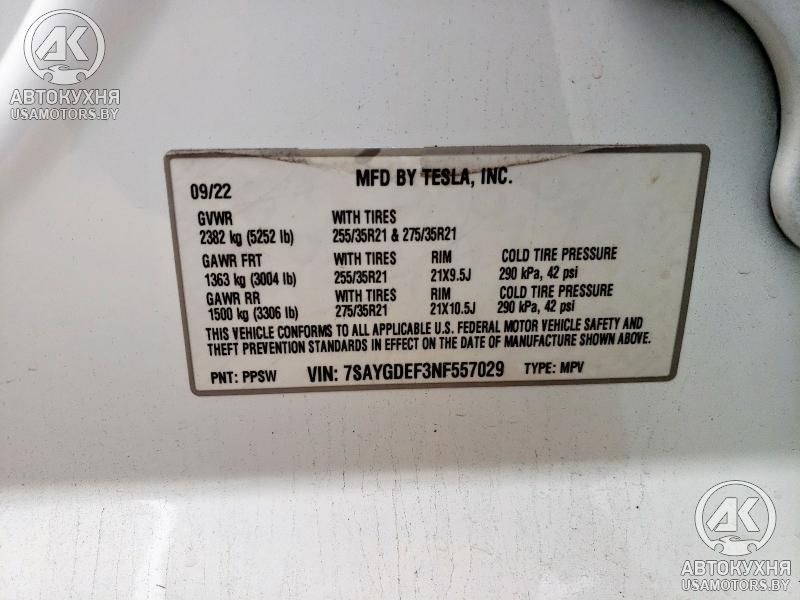 AK
АВТОКУХНЯ
USAMOTORS.BY
MFD BY TESLA, INC.
09/22
GVWR WITH TIRES
2382 kg (5252 lb) 255/35R21 & 275/35R21
GAWR FRT WITH TIRES RIM COLD TIRE PRESSURE
1363 kg (3004 lb) 255/35R21 21X9.5J 290 kPa, 42 psi
GAWR RR WITH TIRES RIM COLD TIRE PRESSURE
1500 kg (3306 lb) 275/35R21 21X10.5J 290 kPa, 42 psi
THIS VEHICLE CONFORMS TO ALL APPLICABLE U.S. FEDERAL MOTOR VEHICLE SAFETY AND
THEFT PREVENTION STANDARDS IN EFFECT ON THE DATE OF MANUFACTURE SHOWN ABOVE.
PNT: PPSW VIN: 7SAYGDEF3NF557029 TYPE: MPV
AK
АВТОКУХНЯ
USAMOTORS.BY